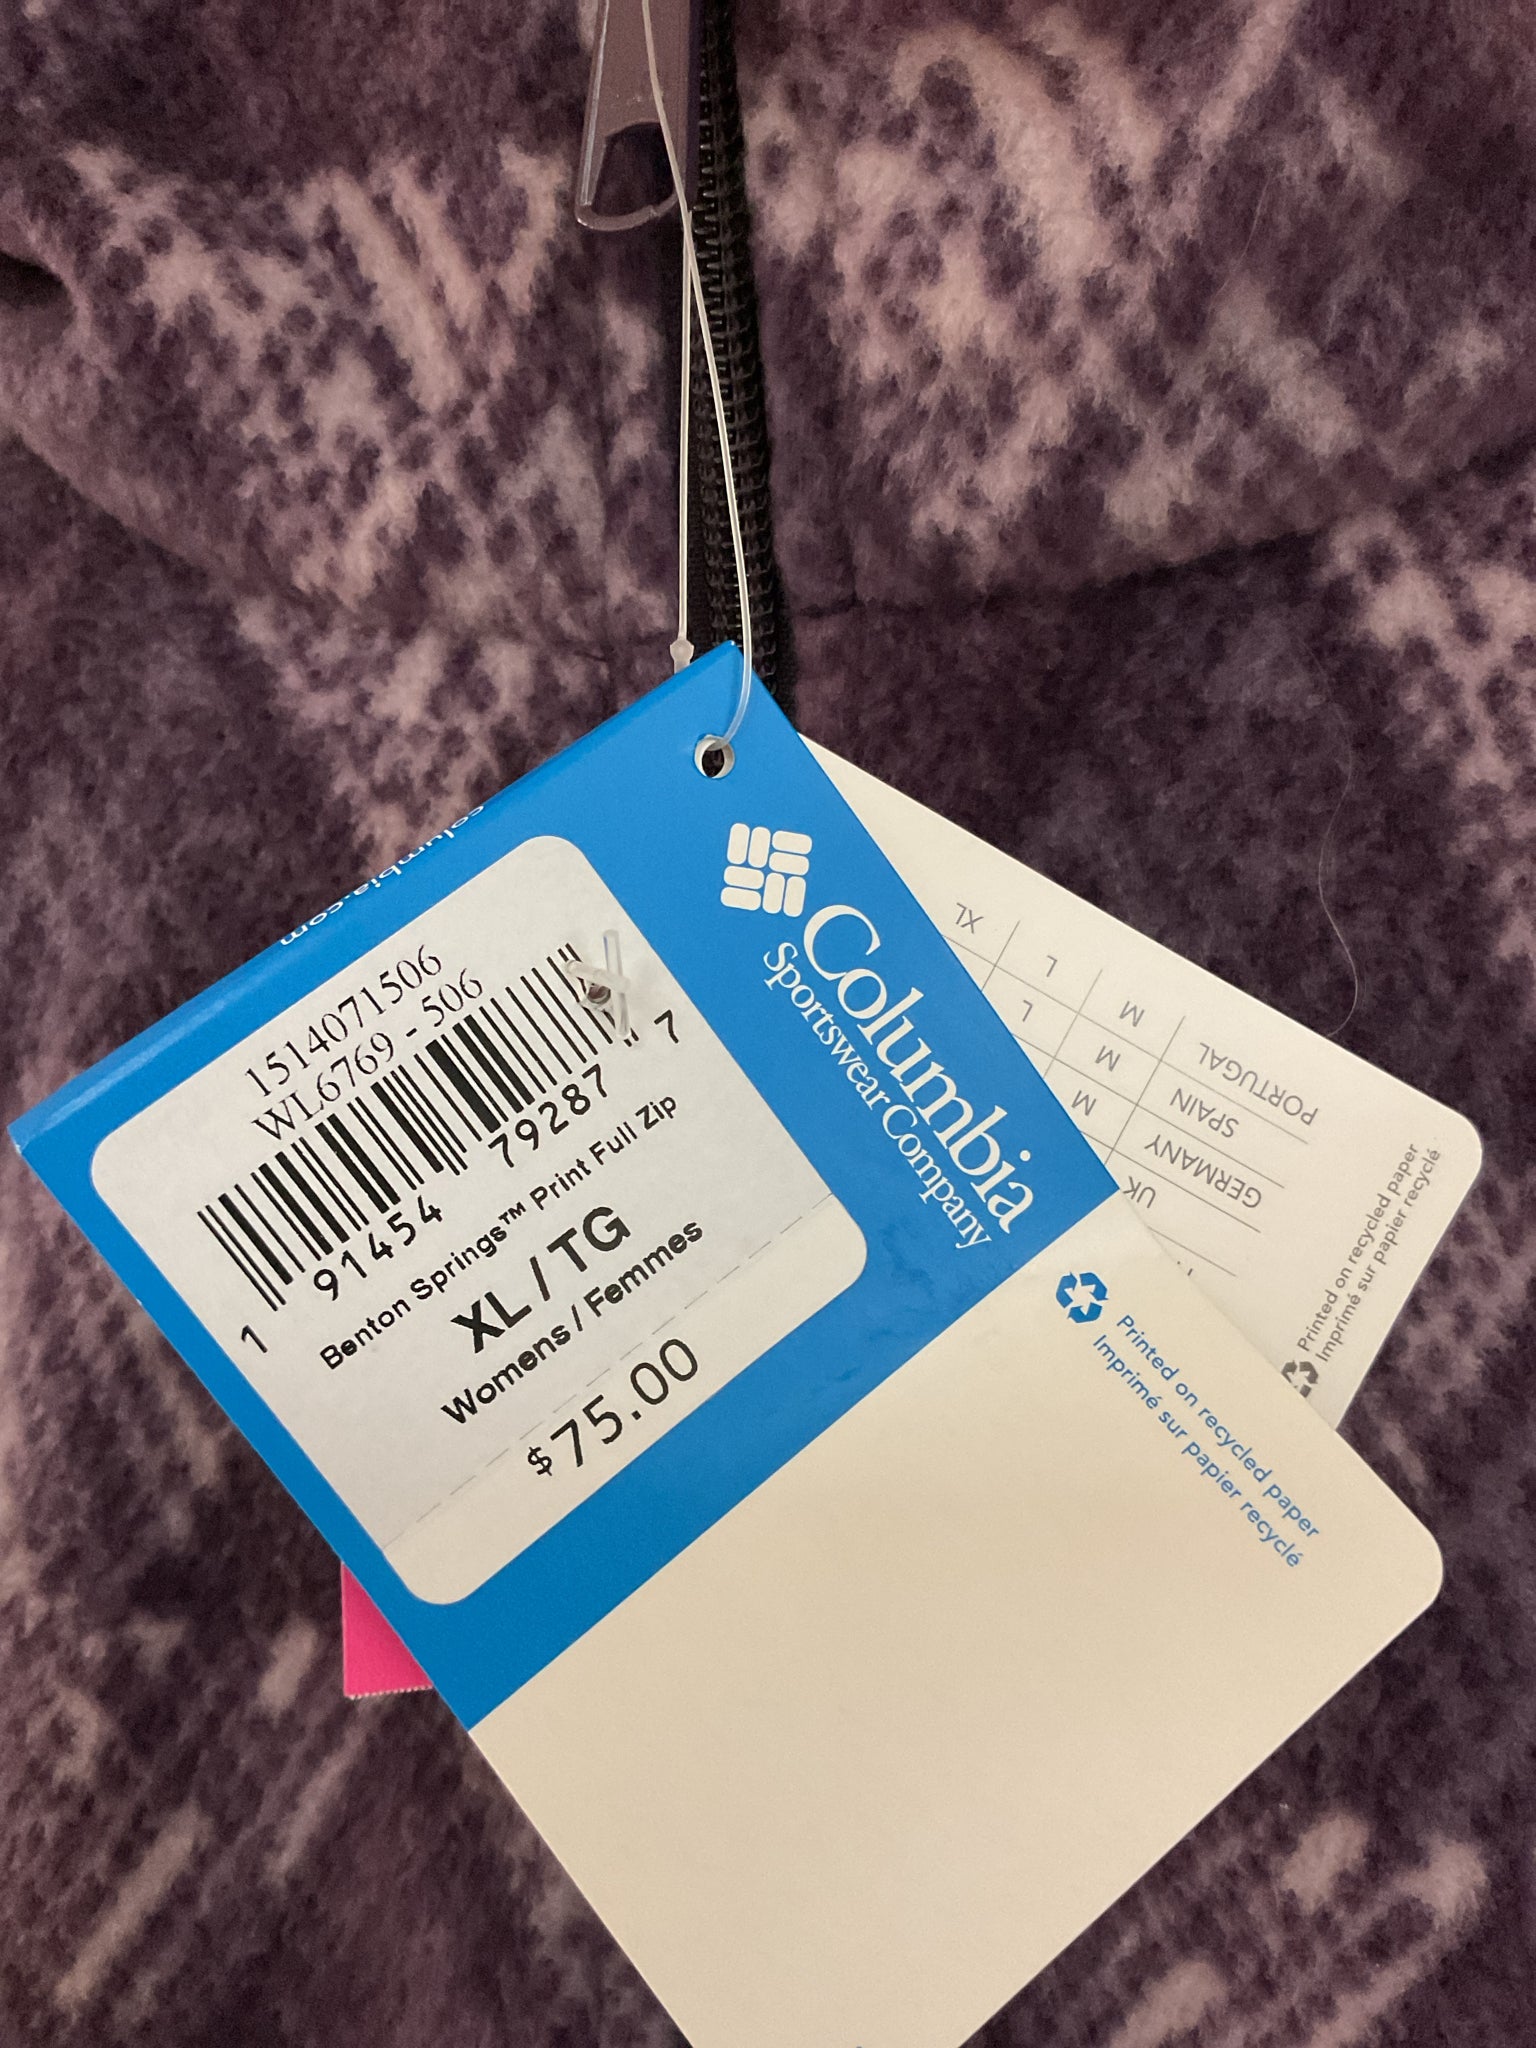 columbia.com
1514071506
WL6769 - 506
1 91454 79287 7
Benton Springs™ Print Full Zip
XL / TG
Womens / Femmes
$75.00
Columbia
Sportswear Company
Printed on recycled paper
Imprimé sur papier recyclé
XL
L M PORTUGAL
L M SPAIN
M GERMANY
UK
Printed on recycled paper
Imprimé sur papier recyclé